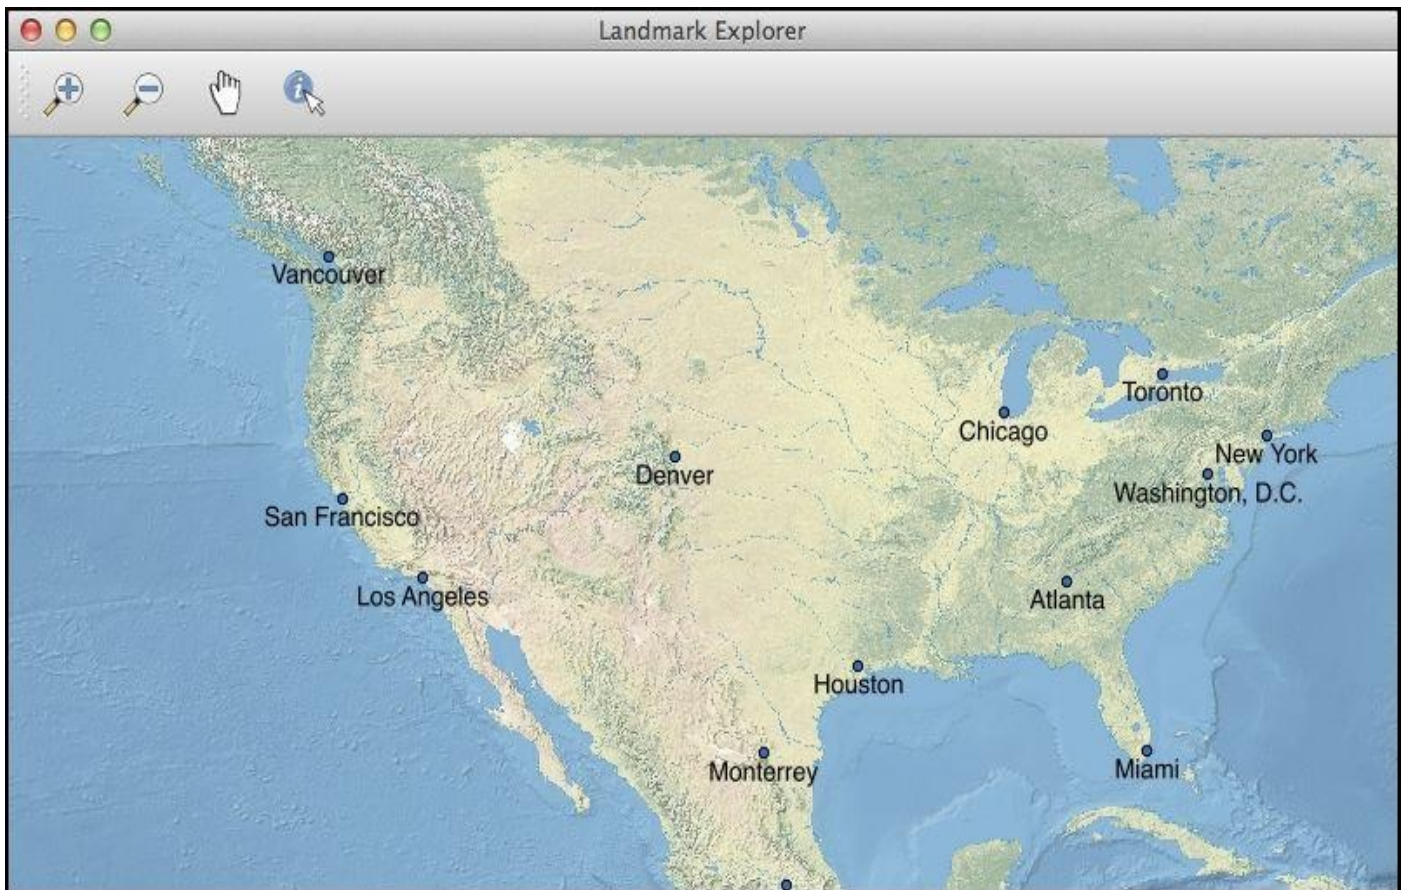 Landmark Explorer
Vancouver
Toronto
Chicago
New York
Denver
Washington, D.C.
San Francisco
Los Angeles
Atlanta
Houston
Monterrey
Miami